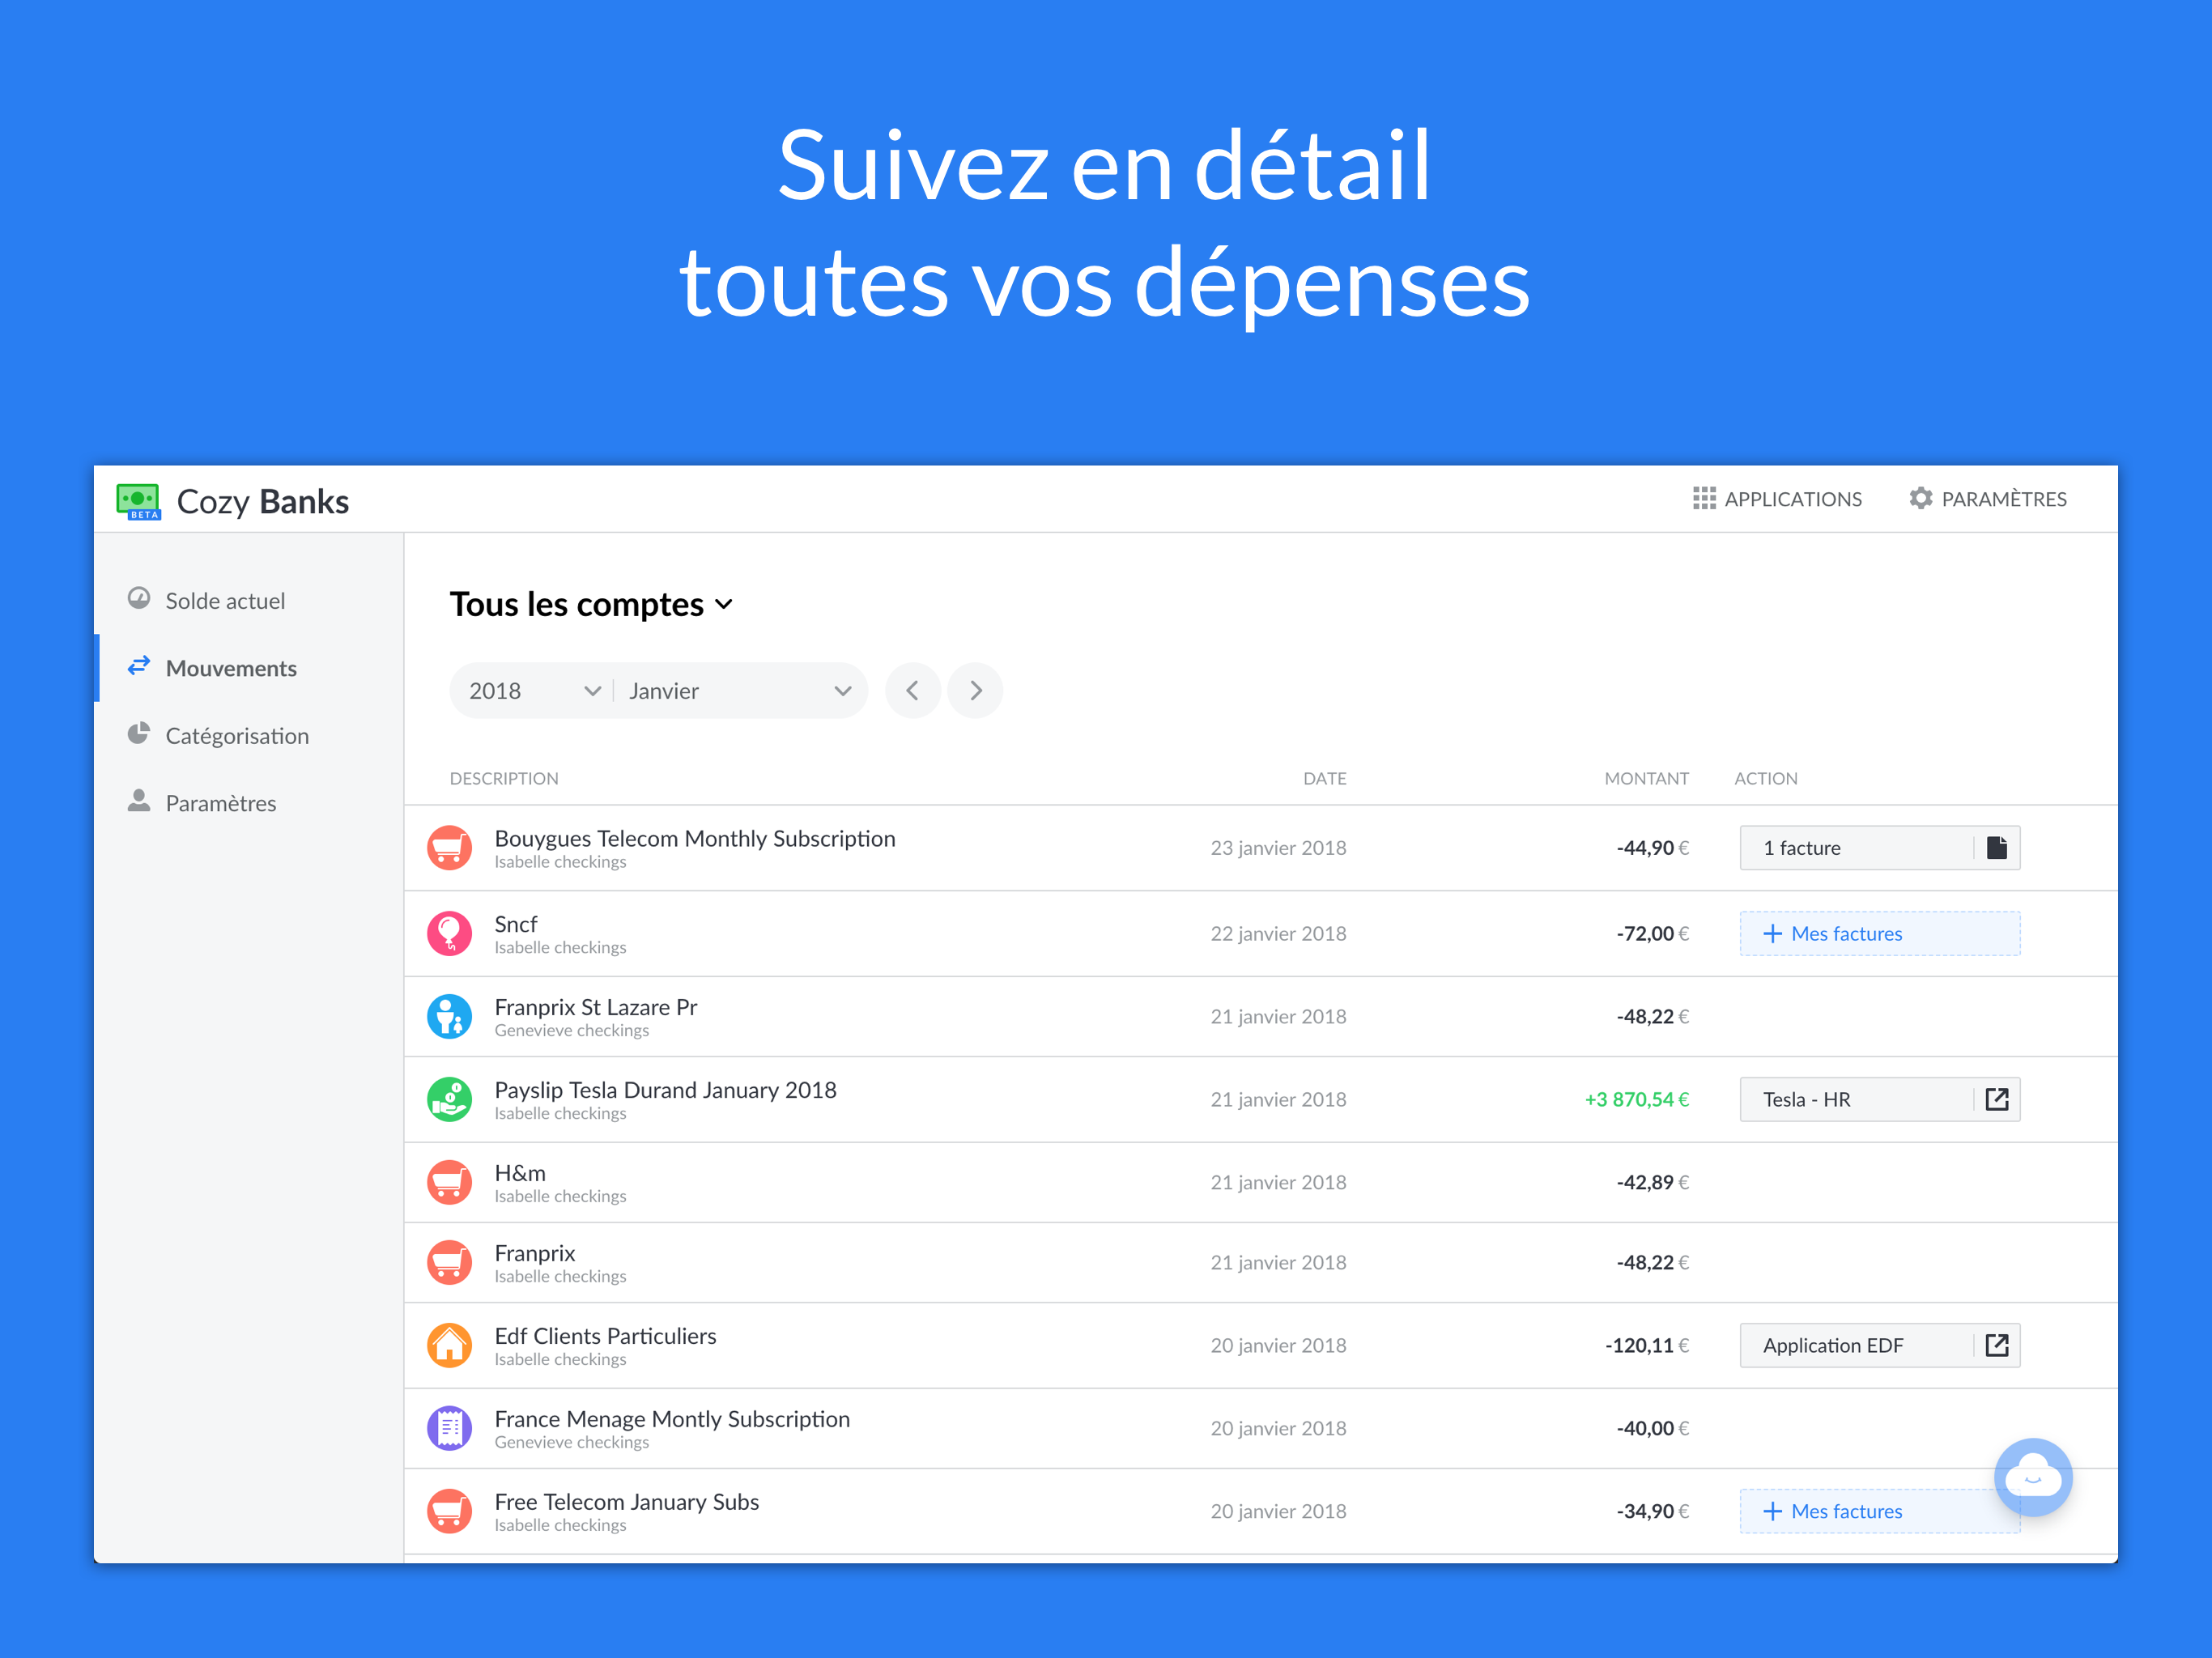 Suivez en détail
toutes vos dépenses
BETA
Cozy Banks
APPLICATIONS
PARAMÈTRES
Solde actuel
Mouvements
Catégorisation
Paramètres
Tous les comptes
2018
Janvier
DESCRIPTION DATE MONTANT ACTION
Bouygues Telecom Monthly Subscription
Isabelle checkings
23 janvier 2018
-44,90 €
1 facture
Sncf
Isabelle checkings
22 janvier 2018
-72,00 €
+ Mes factures
Franprix St Lazare Pr
Genevieve checkings
21 janvier 2018
-48,22 €
Payslip Tesla Durand January 2018
Isabelle checkings
21 janvier 2018
+3 870,54 €
Tesla - HR
H&m
Isabelle checkings
21 janvier 2018
-42,89 €
Franprix
Isabelle checkings
21 janvier 2018
-48,22 €
Edf Clients Particuliers
Isabelle checkings
20 janvier 2018
-120,11 €
Application EDF
France Menage Montly Subscription
Genevieve checkings
20 janvier 2018
-40,00 €
Free Telecom January Subs
Isabelle checkings
20 janvier 2018
-34,90 €
+ Mes factures